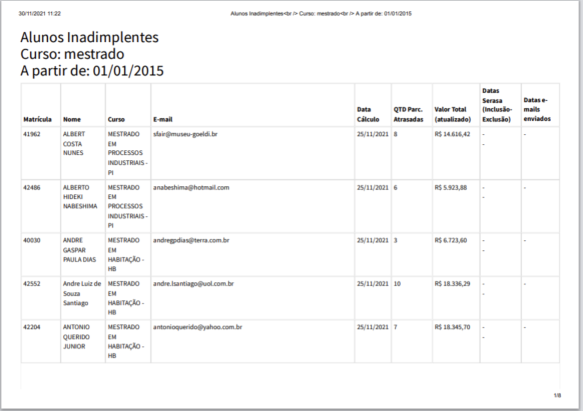 30/11/2021 11:22
Alunos Inadimplentes<br /> Curso: mestrado<br /> A partir de: 01/01/2015
Alunos Inadimplentes
Curso: mestrado
A partir de: 01/01/2015
Matrícula Nome Curso E-mail Data Cálculo QTD Parc. Atrasadas Valor Total (atualizado) Datas Serasa (Inclusão-Exclusão) Datas e-mails enviados
41962 ALBERT COSTA NUNES MESTRADO EM PROCESSOS INDUSTRIAIS - PI sfair@museu-goeldi.br 25/11/2021 8 R$ 14.616,42 - - -
42486 ALBERTO HIDEKI NABESHIMA MESTRADO EM PROCESSOS INDUSTRIAIS - PI anabeshima@hotmail.com 25/11/2021 6 R$ 5.923,88 - - -
40030 ANDRE GASPAR PAULA DIAS MESTRADO EM HABITAÇÃO - HB andregpdias@terra.com.br 25/11/2021 3 R$ 6.723,60 - - -
42552 Andre Luiz de Souza Santiago MESTRADO EM HABITAÇÃO - HB andre.lsantiago@uol.com.br 25/11/2021 10 R$ 18.336,29 - - -
42204 ANTONIO QUERIDO JUNIOR MESTRADO EM HABITAÇÃO - HB antonioquerido@yahoo.com.br 25/11/2021 7 R$ 18.345,70 - - -
1/8